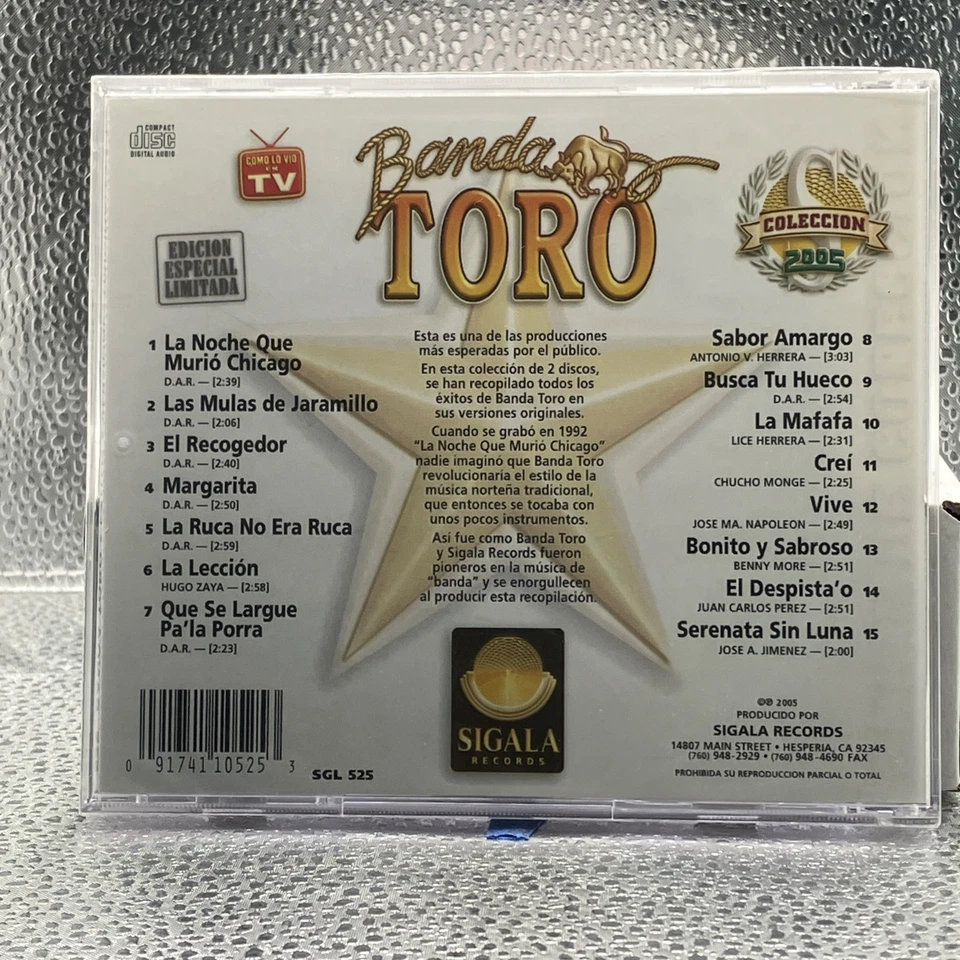 COMPACT
disc
DIGITAL AUDIO
COMO LO VIO
EN
TV
EDICION
ESPECIAL
LIMITADA
Banda
TORO
S
COLECCION
2005
1 La Noche Que
Murió Chicago
D.A.R. — [2:39]
2 Las Mulas de Jaramillo
D.A.R. — [2:06]
3 El Recogedor
D.A.R. — [2:40]
4 Margarita
D.A.R. — [2:50]
5 La Ruca No Era Ruca
D.A.R. — [2:59]
6 La Lección
HUGO ZAYA — [2:58]
7 Que Se Largue
Pa'la Porra
D.A.R. — [2:23]
Esta es una de las producciones
más esperadas por el público.
En esta colección de 2 discos,
se han recopilado todos los
éxitos de Banda Toro en
sus versiones originales.
Cuando se grabó en 1992
"La Noche Que Murió Chicago"
nadie imaginó que Banda Toro
revolucionaría el estilo de la
música norteña tradicional,
que entonces se tocaba con
unos pocos instrumentos.
Así fue como Banda Toro
y Sigala Records fueron
pioneros en la música de
"banda" y se enorgullecen
al producir esta recopilación.
Sabor Amargo 8
ANTONIO V. HERRERA — [3:03]
Busca Tu Hueco 9
D.A.R. — [2:54]
La Mafafa 10
LICE HERRERA — [2:31]
Creí 11
CHUCHO MONGE — [2:25]
Vive 12
JOSE MA. NAPOLEON — [2:49]
Bonito y Sabroso 13
BENNY MORE — [2:51]
El Despista'o 14
JUAN CARLOS PEREZ — [2:51]
Serenata Sin Luna 15
JOSE A. JIMENEZ — [2:00]
0 91741 10525 3
SGL 525
SIGALA
RECORDS
©℗ 2005
PRODUCIDO POR
SIGALA RECORDS
14807 MAIN STREET • HESPERIA, CA 92345
(760) 948-2929 • (760) 948-4690 FAX
PROHIBIDA SU REPRODUCCION PARCIAL O TOTAL